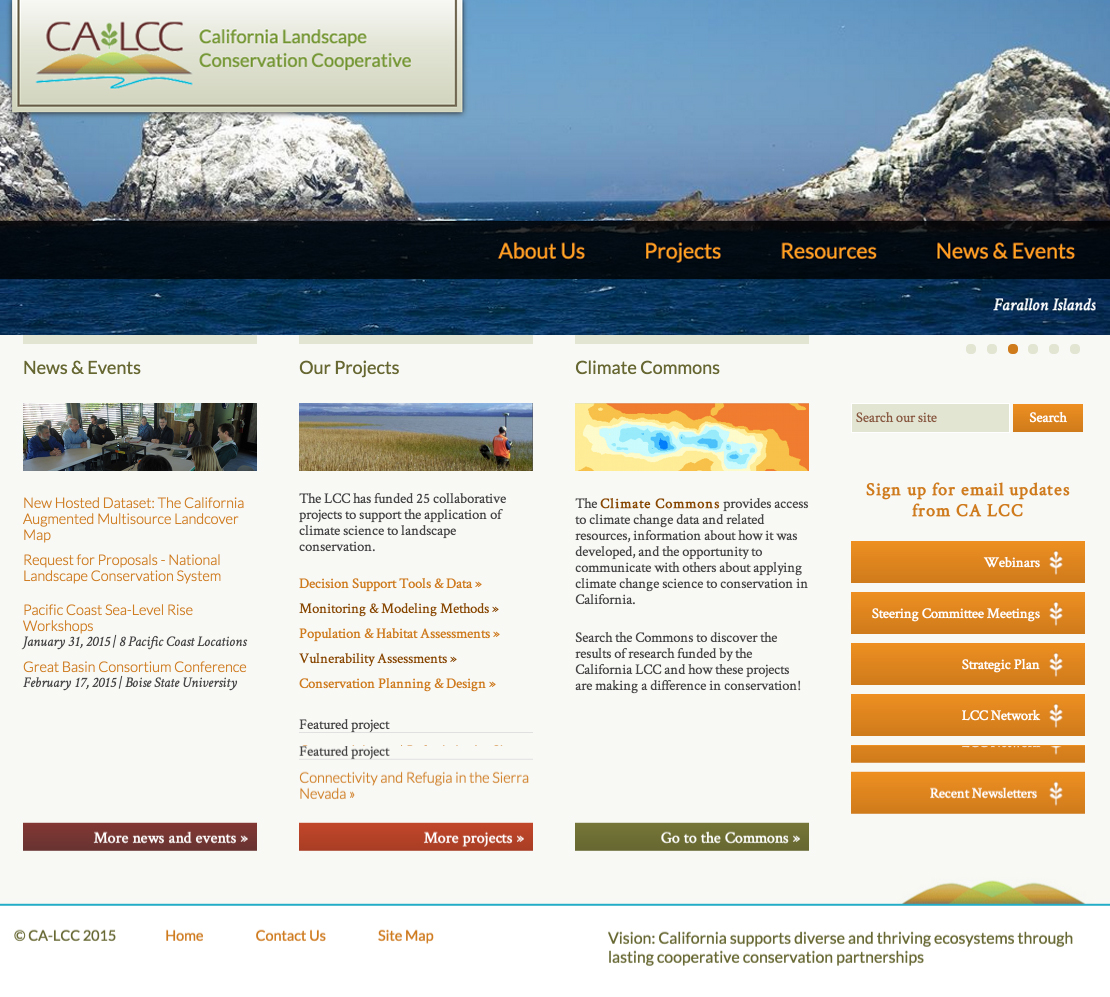 CA LCC
California Landscape
Conservation Cooperative
About Us
Projects
Resources
News & Events
Farallon Islands
News & Events
New Hosted Dataset: The California
Augmented Multisource Landcover
Map
Request for Proposals - National
Landscape Conservation System
Pacific Coast Sea-Level Rise
Workshops
January 31, 2015 | 8 Pacific Coast Locations
Great Basin Consortium Conference
February 17, 2015 | Boise State University
More news and events »
Our Projects
The LCC has funded 25 collaborative
projects to support the application of
climate science to landscape
conservation.
Decision Support Tools & Data »
Monitoring & Modeling Methods »
Population & Habitat Assessments »
Vulnerability Assessments »
Conservation Planning & Design »
Featured project
Featured project
Connectivity and Refugia in the Sierra
Nevada »
More projects »
Climate Commons
The Climate Commons provides access
to climate change data and related
resources, information about how it was
developed, and the opportunity to
communicate with others about applying
climate change science to conservation in
California.
Search the Commons to discover the
results of research funded by the
California LCC and how these projects
are making a difference in conservation!
Go to the Commons »
Search our site
Search
Sign up for email updates
from CA LCC
Webinars
Steering Committee Meetings
Strategic Plan
LCC Network
Recent Newsletters
© CA-LCC 2015
Home
Contact Us
Site Map
Vision: California supports diverse and thriving ecosystems through
lasting cooperative conservation partnerships